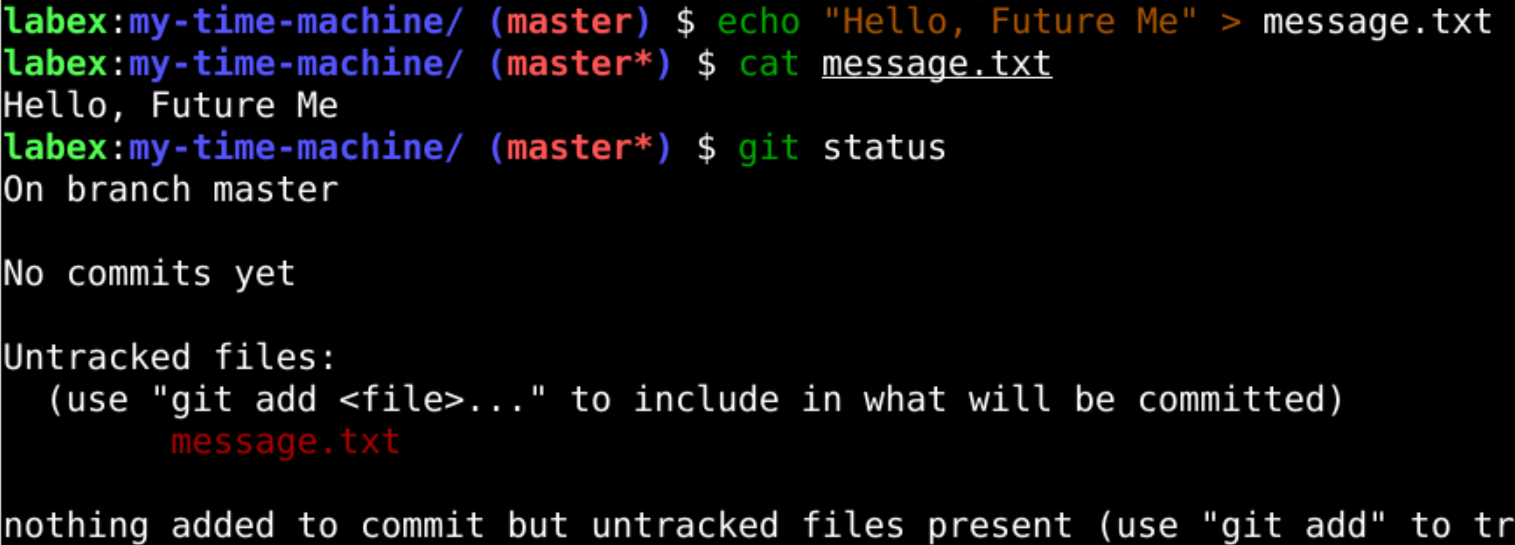 labex:my-time-machine/ (master) $ echo "Hello, Future Me" > message.txt
labex:my-time-machine/ (master*) $ cat message.txt
Hello, Future Me
labex:my-time-machine/ (master*) $ git status
On branch master
No commits yet
Untracked files:
(use "git add <file>..." to include in what will be committed)
message.txt
nothing added to commit but untracked files present (use "git add" to tr